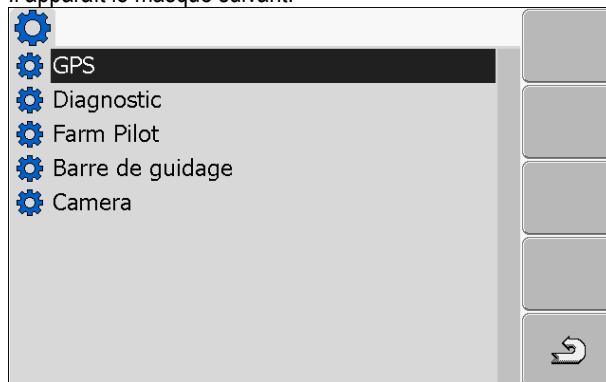 Il apparaît le masque suivant:
GPS
Diagnostic
Farm Pilot
Barre de guidage
Camera